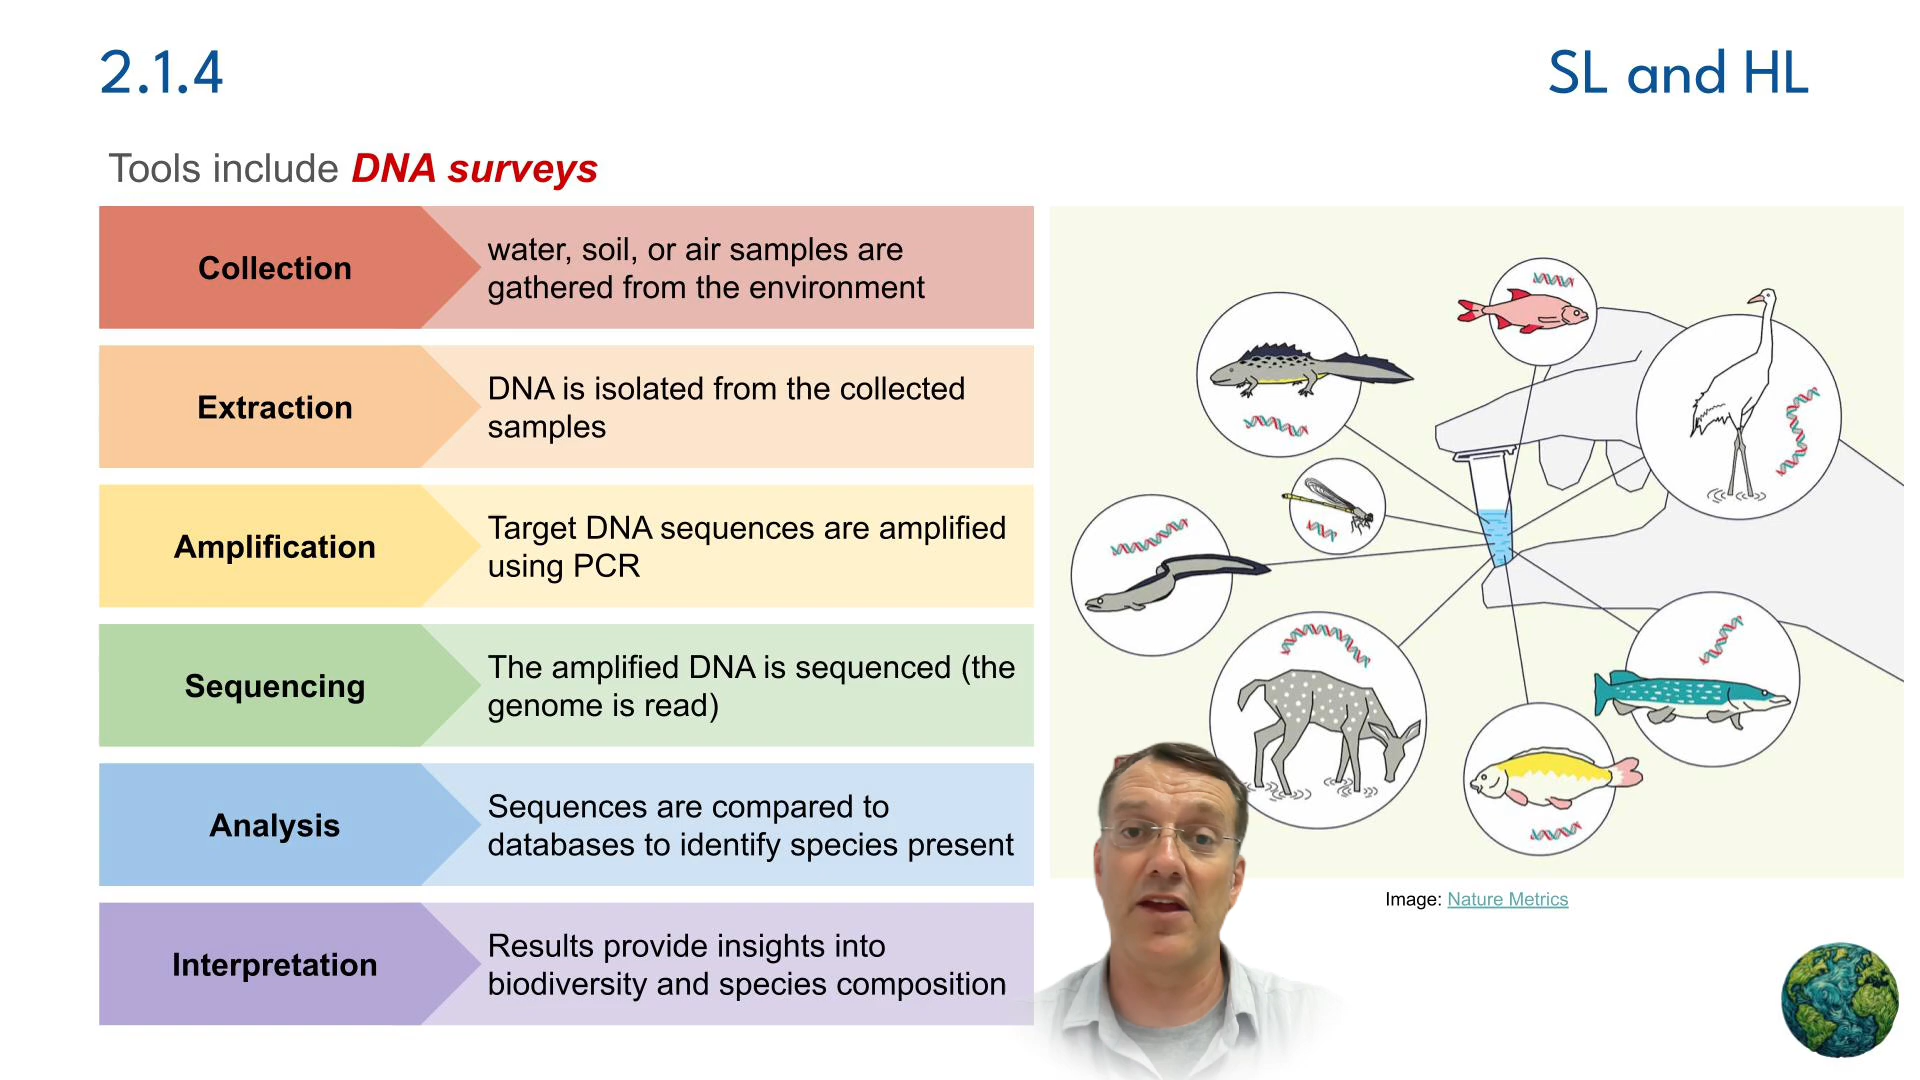 2.1.4
SL and HL
Tools include DNA surveys
Collection
water, soil, or air samples are
gathered from the environment
Extraction
DNA is isolated from the collected
samples
Amplification
Target DNA sequences are amplified
using PCR
Sequencing
The amplified DNA is sequenced (the
genome is read)
Analysis
Sequences are compared to
databases to identify species present
Interpretation
Results provide insights into
biodiversity and species composition
Image: Nature Metrics